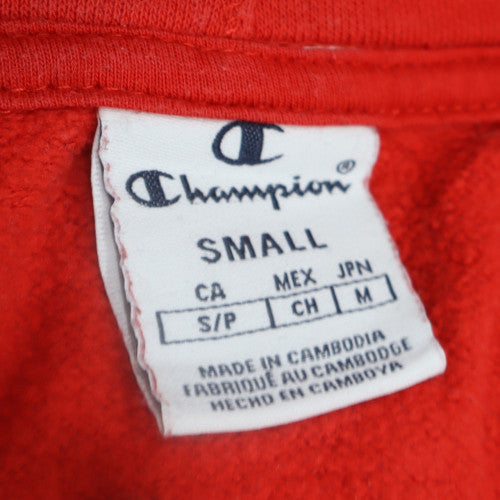 Champion®
SMALL
CA MEX JPN
S/P CH M
MADE IN CAMBODIA
FABRIQUÉ AU CAMBODGE
HECHO EN CAMBOYA